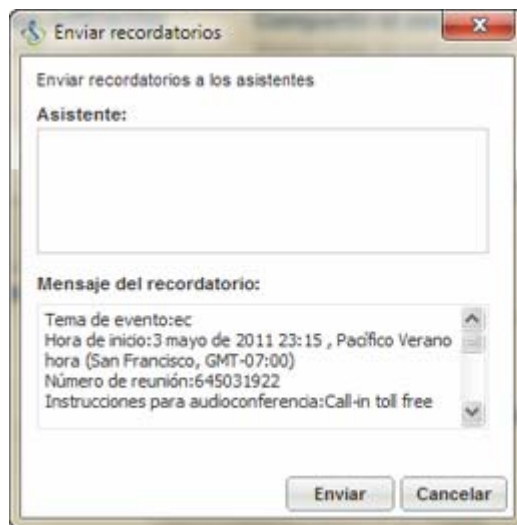 Enviar recordatorios
Enviar recordatorios a los asistentes
Asistente:
Mensaje del recordatorio:
Tema de evento:ec
Hora de inicio:3 mayo de 2011 23:15 , Pacífico Verano
hora (San Francisco, GMT-07:00)
Número de reunión:645031922
Instrucciones para audioconferencia:Call-in toll free
Enviar
Cancelar